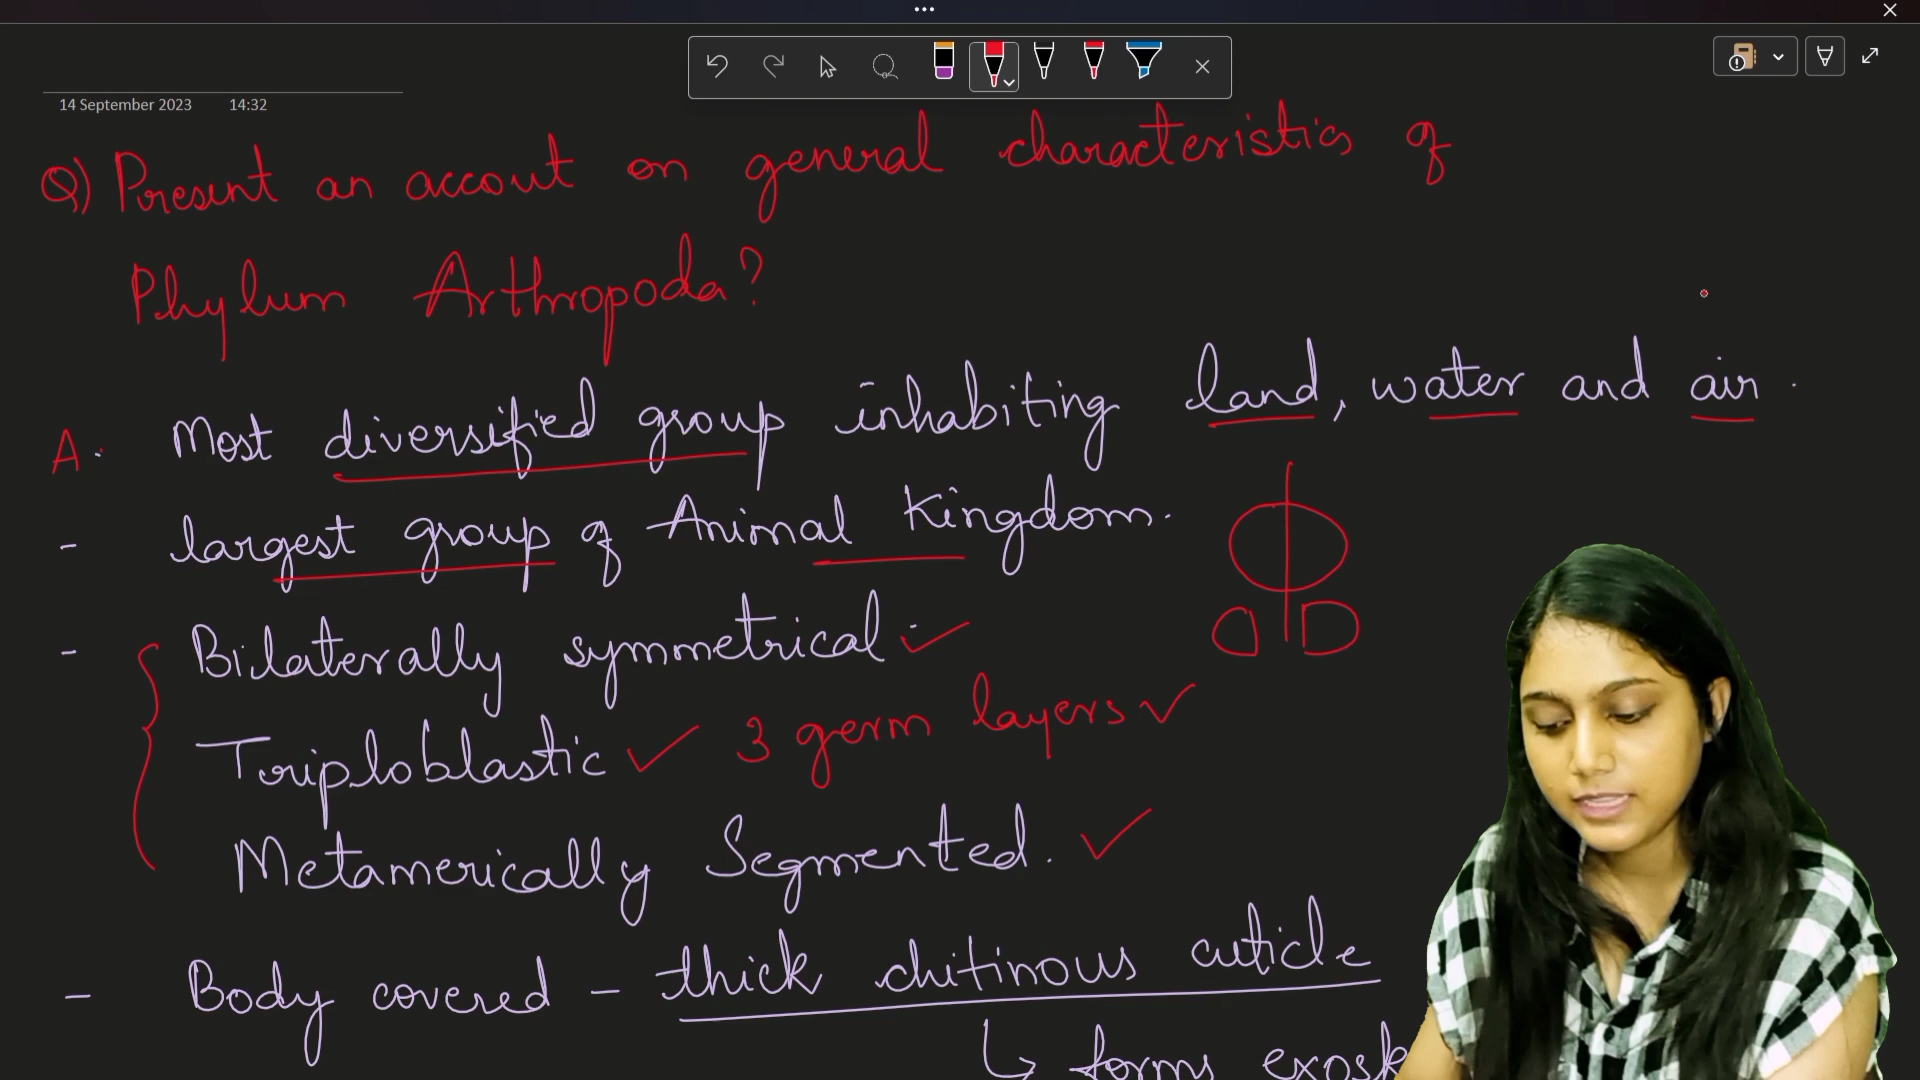 14 September 2023 14:32
Q) Present an accout on general characteristics of
Phylum Arthropoda?
A. Most diversified group inhabiting land, water and air.
- largest group of Animal Kingdom.
- Bilaterally symmetrical.
Triploblastic 3 germ layers
Metamerically Segmented.
- Body covered - thick chitinous cuticle
forms exosk